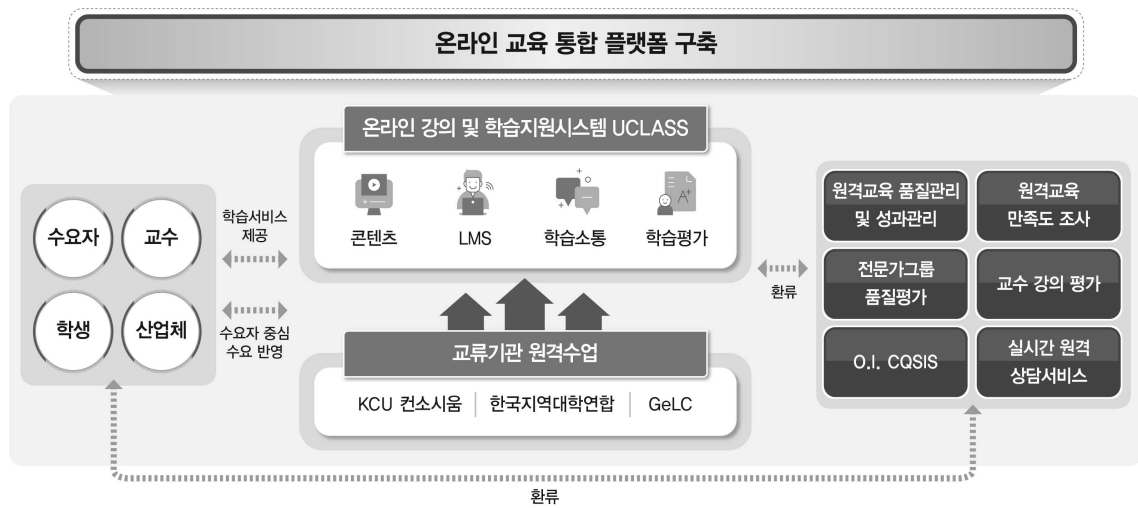 온라인 교육 통합 플랫폼 구축
온라인 강의 및 학습지원시스템 UCLASS
콘텐츠
LMS
학습소통
학습평가
A+
수요자
교수
학생
산업체
학습서비스
제공
수요자 중심
수요 반영
교류기관 원격수업
KCU 컨소시움
한국지역대학연합
GeLC
환류
원격교육 품질관리
및 성과관리
원격교육
만족도 조사
전문가그룹
품질평가
교수 강의 평가
O.I. CQSIS
실시간 원격
상담서비스
환류